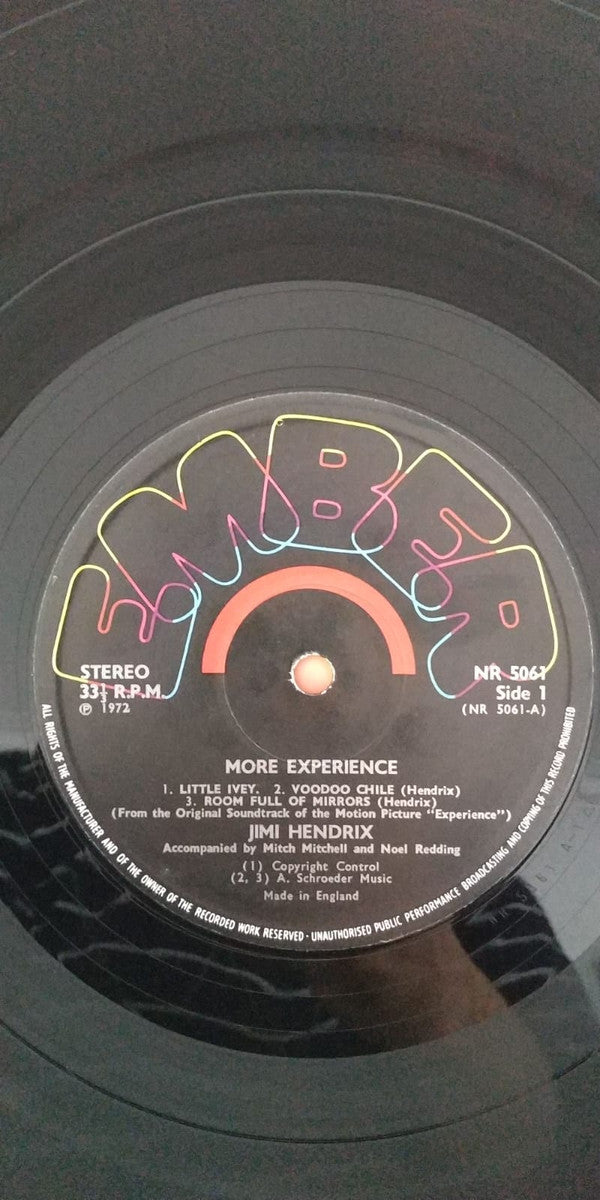 EMBER
STEREO
33⅓ R.P.M.
℗ 1972
NR 5061
Side 1
(NR 5061-A)
MORE EXPERIENCE
1. LITTLE IVEY. 2. VOODOO CHILE (Hendrix)
3. ROOM FULL OF MIRRORS (Hendrix)
(From the Original Soundtrack of the Motion Picture "Experience")
JIMI HENDRIX
Accompanied by Mitch Mitchell and Noel Redding
(1) Copyright Control
(2, 3) A. Schroeder Music
Made in England
ALL RIGHTS OF THE MANUFACTURER AND OF THE OWNER OF THE RECORDED WORK RESERVED · UNAUTHORISED PUBLIC PERFORMANCE BROADCASTING AND COPYING OF THIS RECORD PROHIBITED